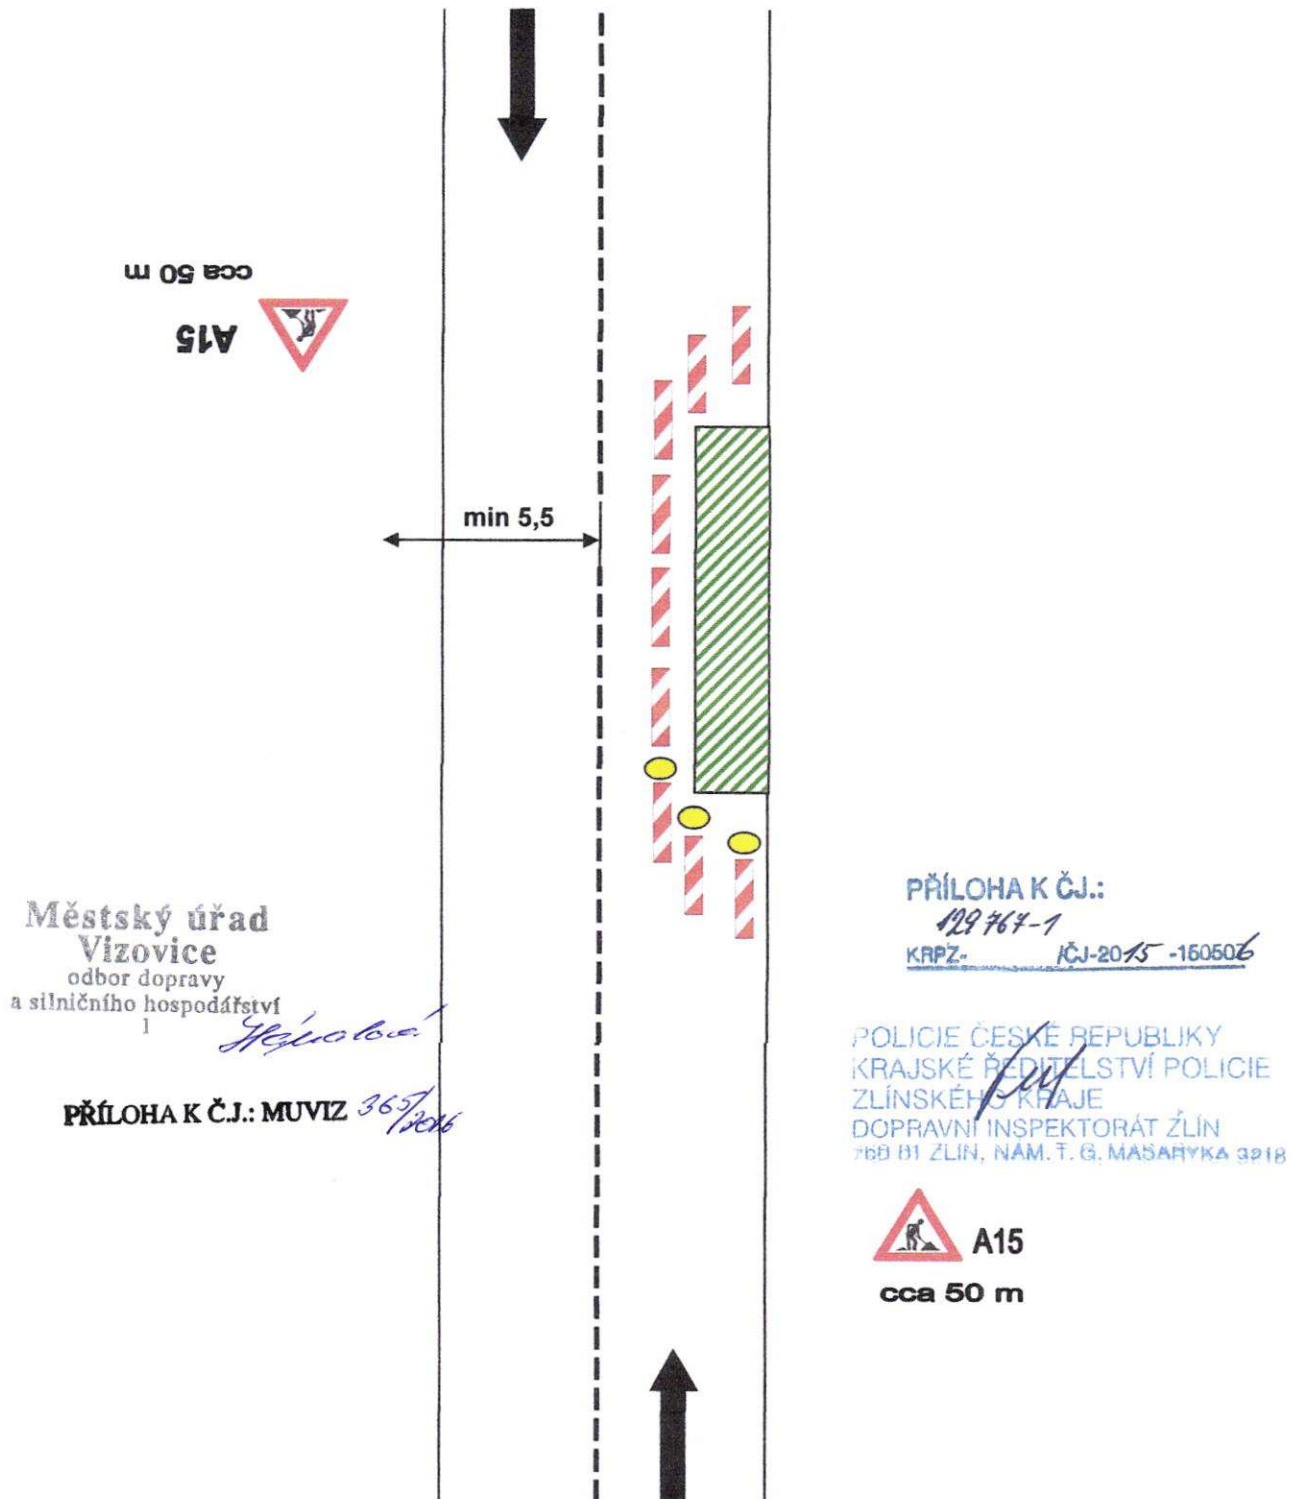 cca 50 m
A15
min 5,5
Městský úřad
Vizovice
odbor dopravy
a silničního hospodářství
1
PŘÍLOHA K Č.J.: MUVIZ 365/2016
PŘÍLOHA K ČJ.:
129767-1
KRPZ- /ČJ-2015 -150506
POLICIE ČESKÉ REPUBLIKY
KRAJSKÉ ŘEDITELSTVÍ POLICIE
ZLÍNSKÉHO KRAJE
DOPRAVNÍ INSPEKTORÁT ZLÍN
760 01 ZLÍN, NÁM. T. G. MASARYKA 3218
A15
cca 50 m